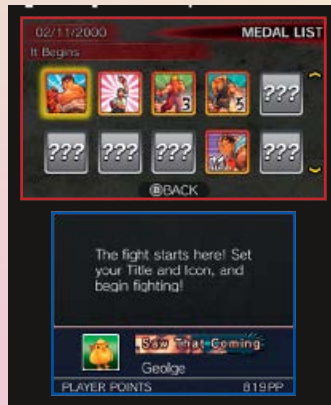 02/11/2000
MEDAL LIST
It Begins
3
5
???
???
???
???
???
Ⓑ BACK
The fight starts here! Set
your Title and Icon, and
begin fighting!
Saw That Coming
Geolge
PLAYER POINTS 819PP